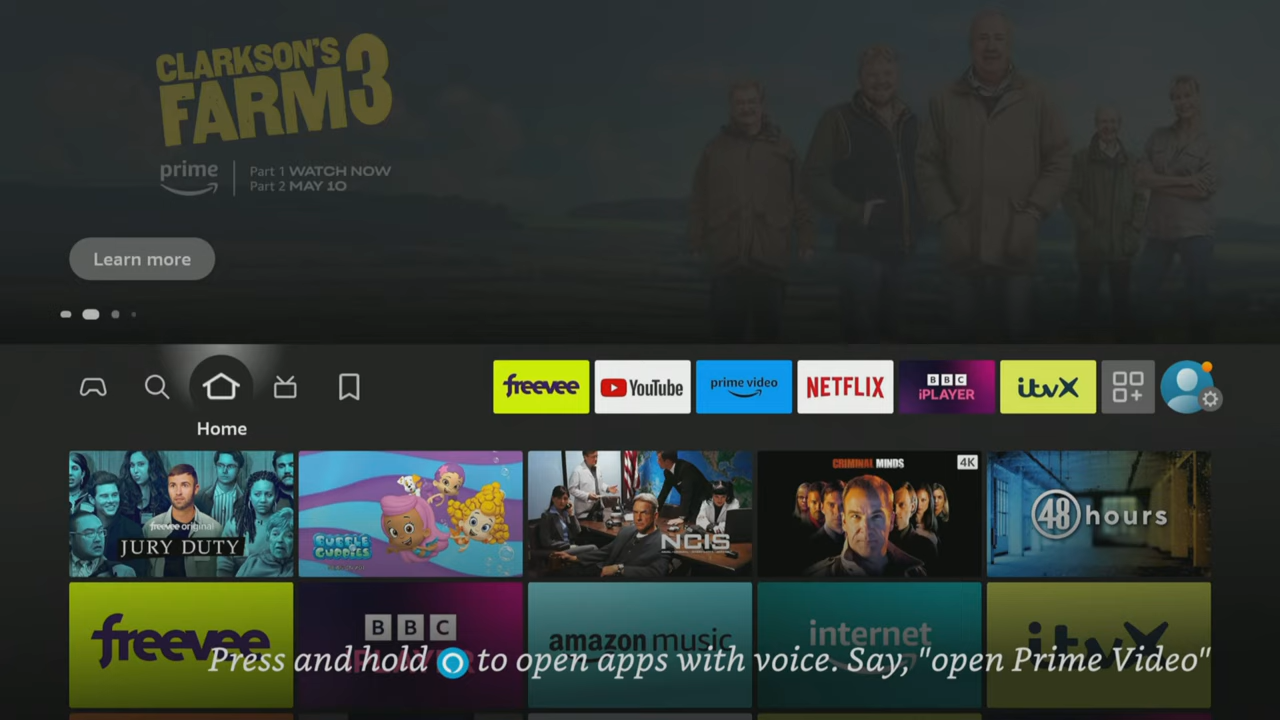 CLARKSON'S
FARM3
prime
Part 1 WATCH NOW
Part 2 MAY 10
Learn more
freevee
YouTube
prime video
NETFLIX
BBC
iPLAYER
itvX
Home
freevee original
JURY DUTY
BUBBLE
GUPPIES
NCIS
CRIMINAL MINDS
4K
48 hours
freevee
BBC
amazon music
internet
itvX
Press and hold to open apps with voice. Say, "open Prime Video"